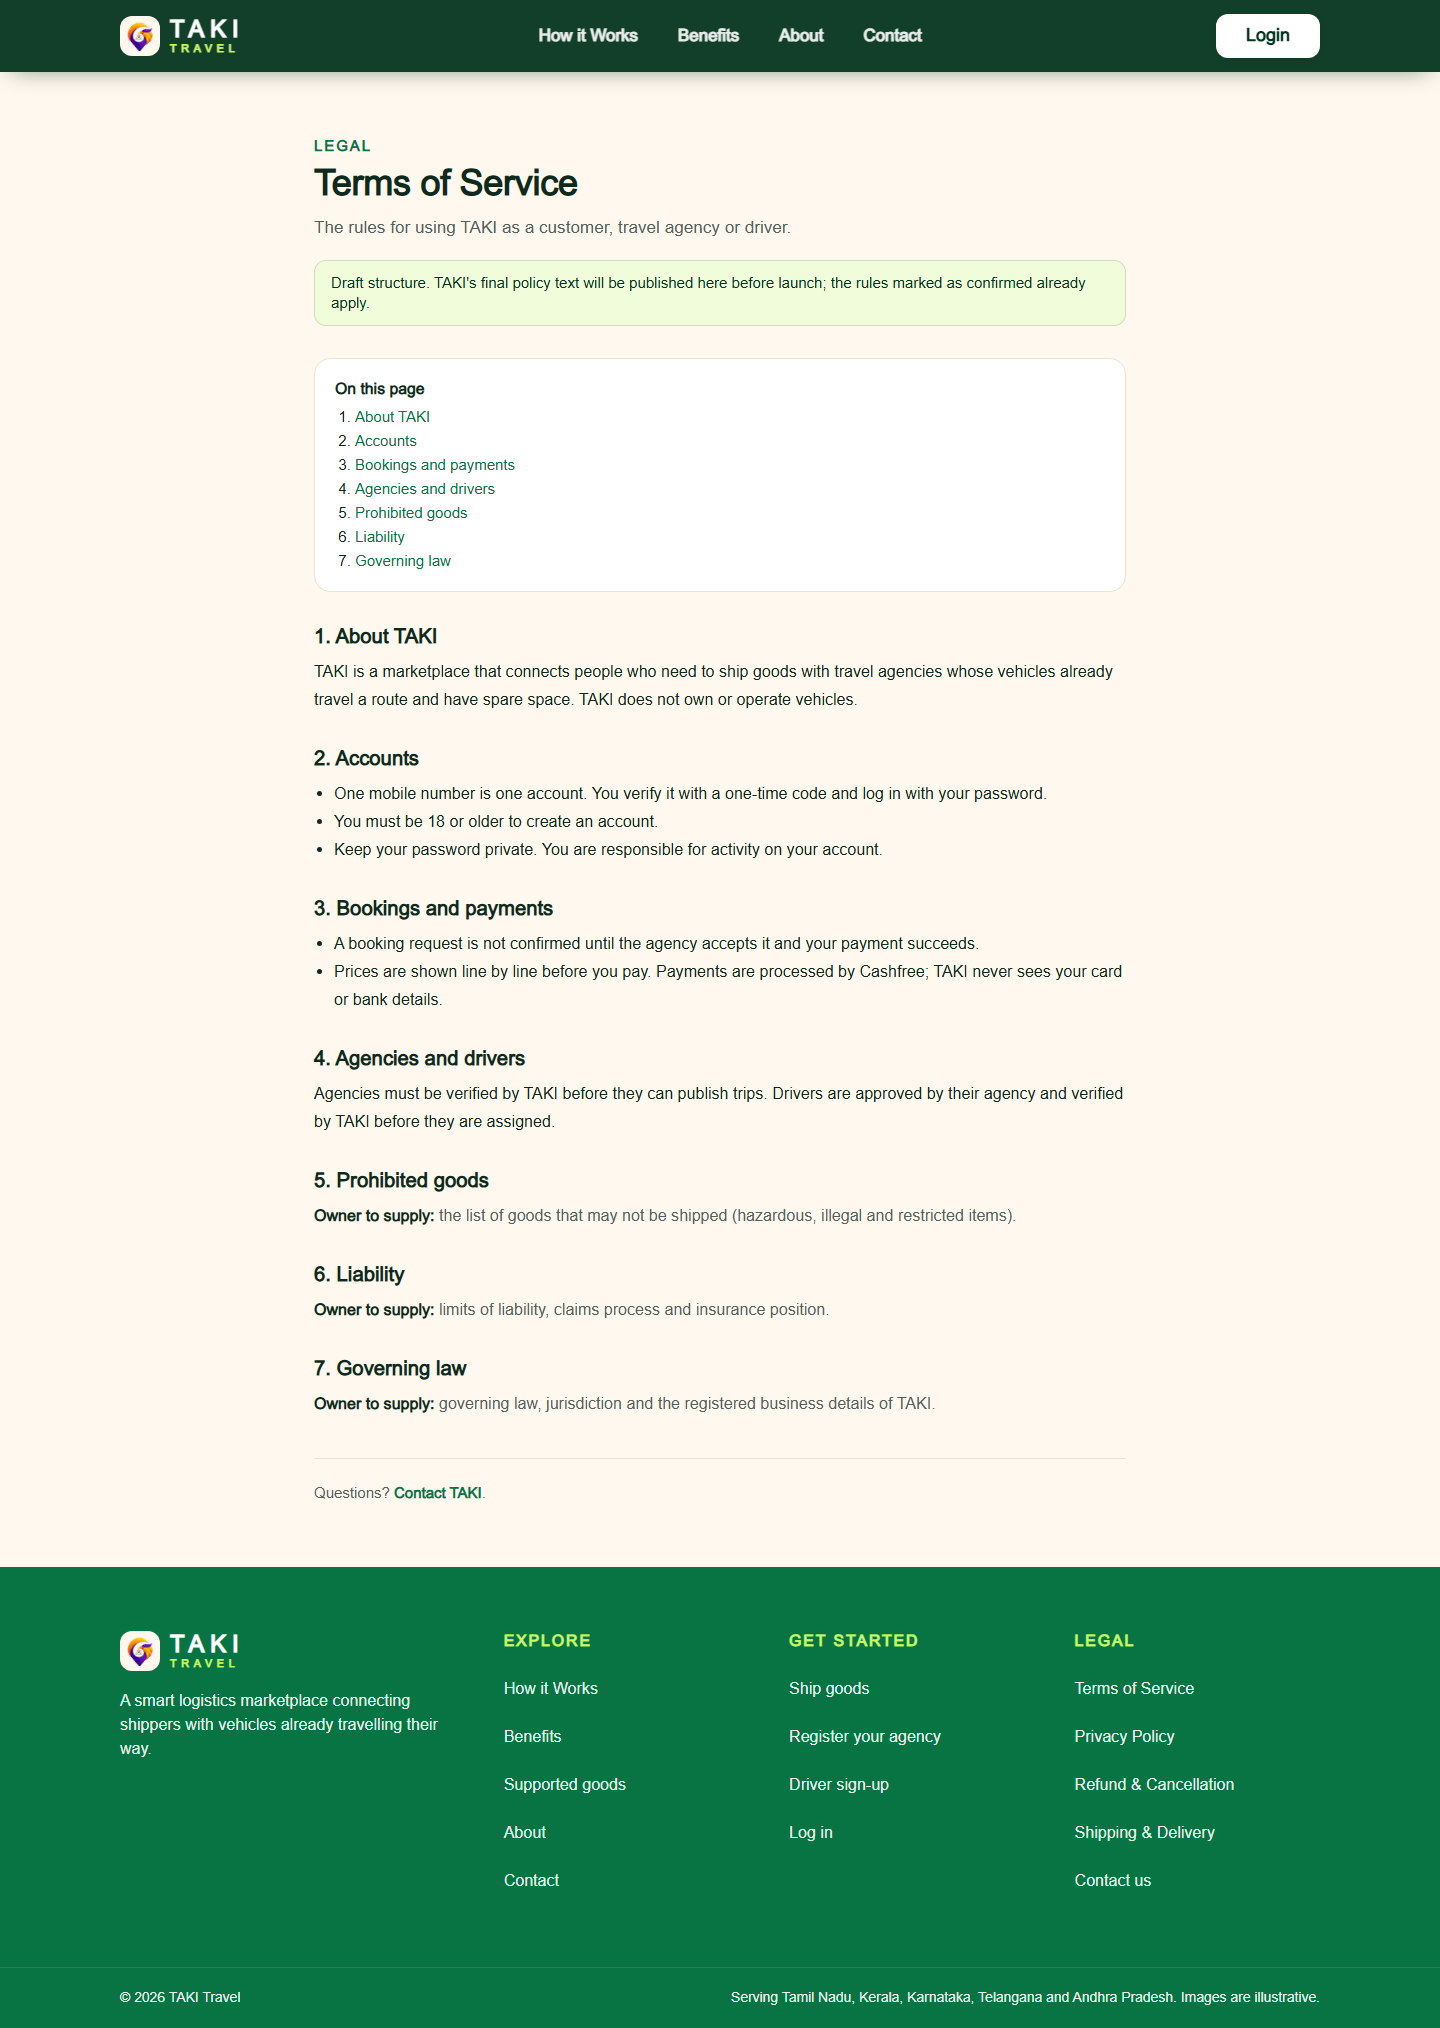 TAKI
TRAVEL
How it Works
Benefits
About
Contact
Login
LEGAL
Terms of Service
The rules for using TAKI as a customer, travel agency or driver.
Draft structure. TAKI's final policy text will be published here before launch; the rules marked as confirmed already
apply.
On this page
1. About TAKI
2. Accounts
3. Bookings and payments
4. Agencies and drivers
5. Prohibited goods
6. Liability
7. Governing law
1. About TAKI
TAKI is a marketplace that connects people who need to ship goods with travel agencies whose vehicles already
travel a route and have spare space. TAKI does not own or operate vehicles.
2. Accounts
• One mobile number is one account. You verify it with a one-time code and log in with your password.
• You must be 18 or older to create an account.
• Keep your password private. You are responsible for activity on your account.
3. Bookings and payments
• A booking request is not confirmed until the agency accepts it and your payment succeeds.
• Prices are shown line by line before you pay. Payments are processed by Cashfree; TAKI never sees your card
or bank details.
4. Agencies and drivers
Agencies must be verified by TAKI before they can publish trips. Drivers are approved by their agency and verified
by TAKI before they are assigned.
5. Prohibited goods
Owner to supply: the list of goods that may not be shipped (hazardous, illegal and restricted items).
6. Liability
Owner to supply: limits of liability, claims process and insurance position.
7. Governing law
Owner to supply: governing law, jurisdiction and the registered business details of TAKI.
Questions? Contact TAKI.
TAKI
TRAVEL
A smart logistics marketplace connecting
shippers with vehicles already travelling their
way.
EXPLORE
How it Works
Benefits
Supported goods
About
Contact
GET STARTED
Ship goods
Register your agency
Driver sign-up
Log in
LEGAL
Terms of Service
Privacy Policy
Refund & Cancellation
Shipping & Delivery
Contact us
© 2026 TAKI Travel
Serving Tamil Nadu, Kerala, Karnataka, Telangana and Andhra Pradesh. Images are illustrative.